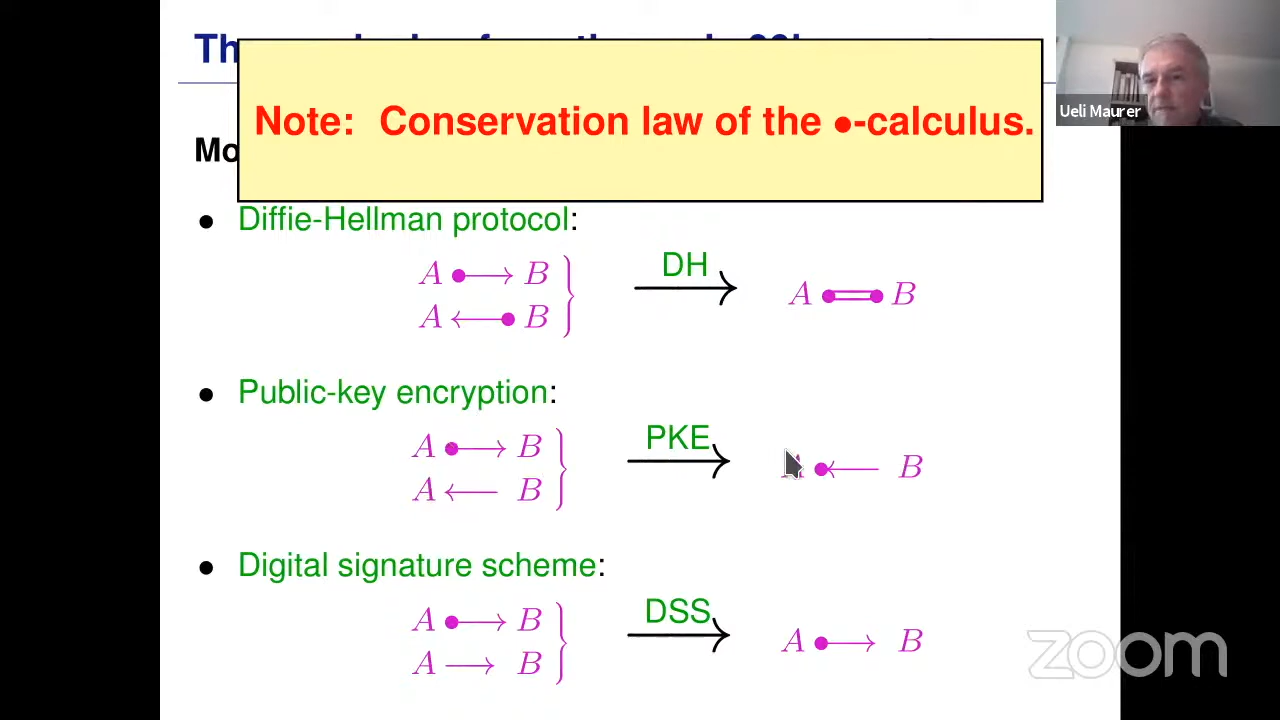 Note: Conservation law of the •-calculus.
Ueli Maurer
• Diffie-Hellman protocol:
A •⟶ B
A ⟵• B
DH
A •=• B
• Public-key encryption:
A •⟶ B
A ⟵ B
PKE
A •⟵ B
• Digital signature scheme:
A •⟶ B
A ⟶ B
DSS
A •⟶ B
zoom